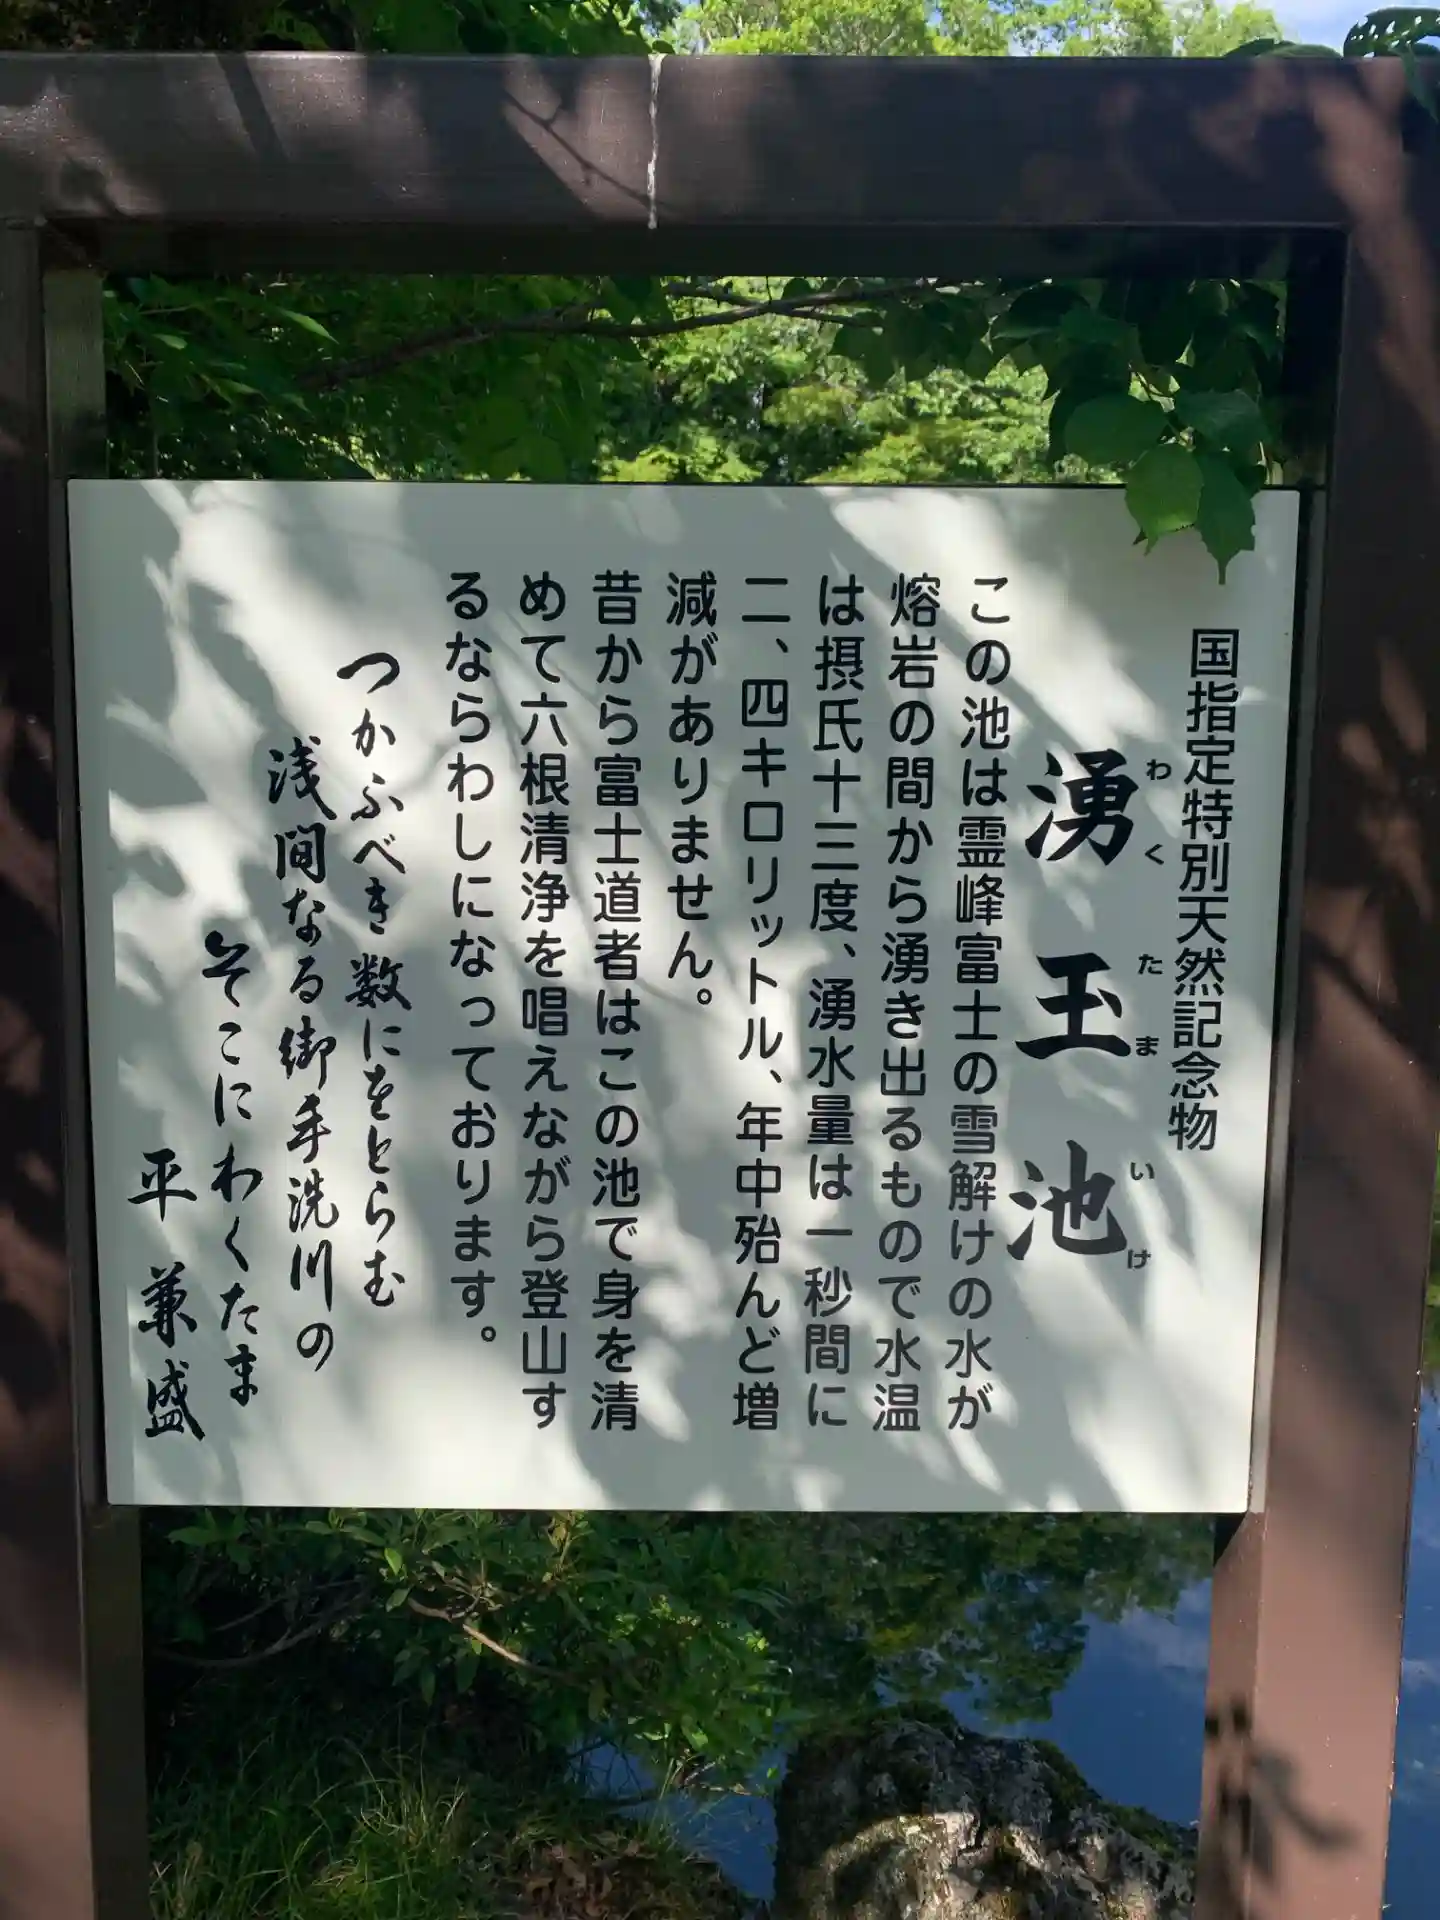 国指定特別天然記念物
湧玉池
わくたまいけ
この池は霊峰富士の雪解けの水が
熔岩の間から湧き出るもので水温
は摂氏十三度、湧水量は一秒間に
二、四キロリットル、年中殆んど増
減がありません。
昔から富士道者はこの池で身を清
めて六根清浄を唱えながら登山す
るならわしになっております。
つかふべき数にをとらむ
浅間なる御手洗川の
そこにわくたま
平兼盛